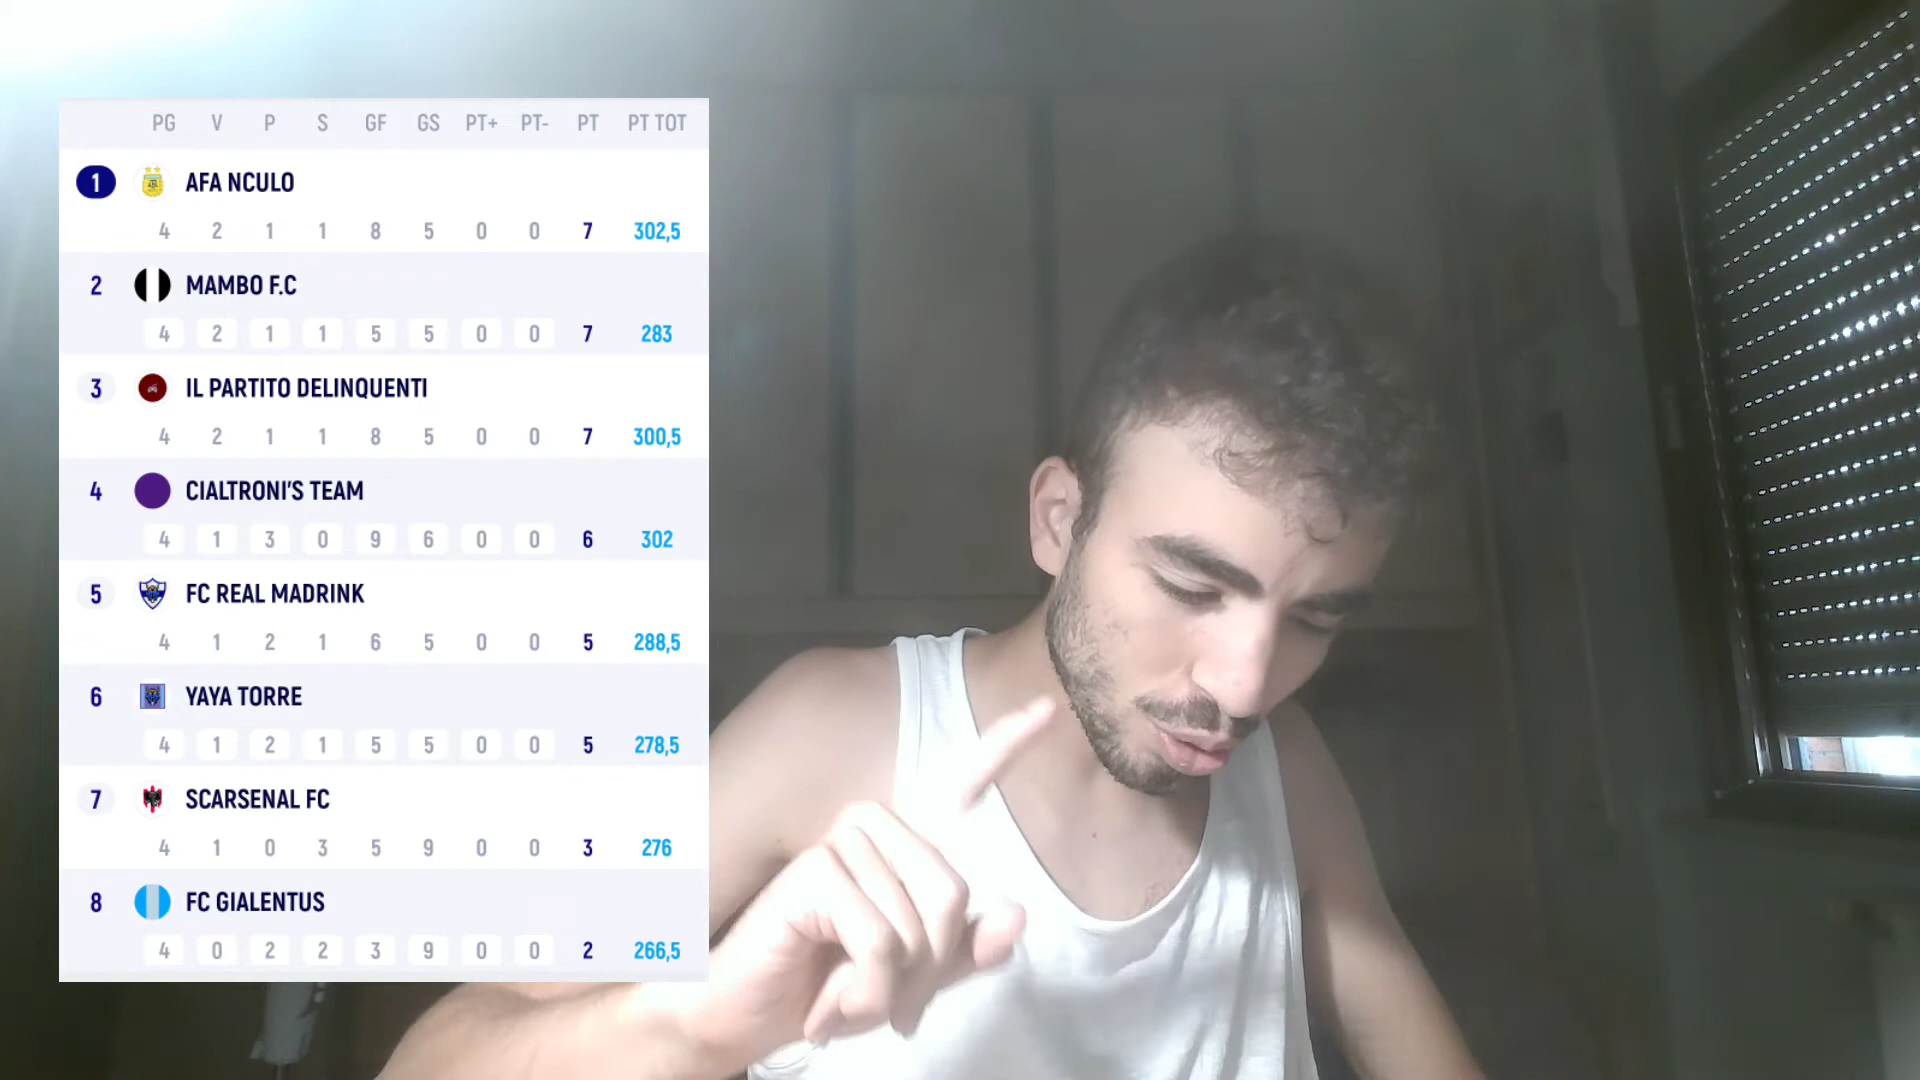 PG V P S GF GS PT+ PT- PT PT TOT
1 AFA NCULO
4 2 1 1 8 5 0 0 7 302,5
2 MAMBO F.C
4 2 1 1 5 5 0 0 7 283
3 IL PARTITO DELINQUENTI
4 2 1 1 8 5 0 0 7 300,5
4 CIALTRONI'S TEAM
4 1 3 0 9 6 0 0 6 302
5 FC REAL MADRINK
4 1 2 1 6 5 0 0 5 288,5
6 YAYA TORRE
4 1 2 1 5 5 0 0 5 278,5
7 SCARSENAL FC
4 1 0 3 5 9 0 0 3 276
8 FC GIALENTUS
4 0 2 2 3 9 0 0 2 266,5